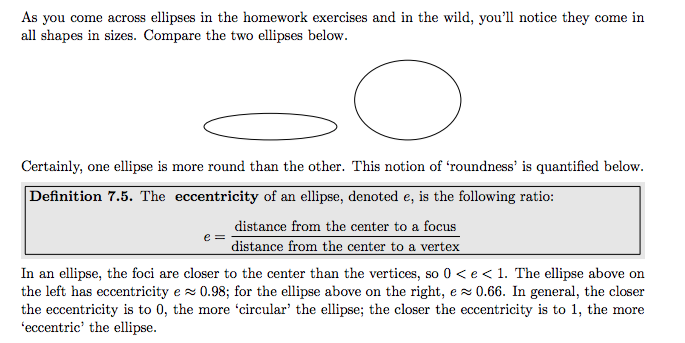 As you come across ellipses in the homework exercises and in the wild, you'll notice they come in
all shapes in sizes. Compare the two ellipses below.
Certainly, one ellipse is more round than the other. This notion of 'roundness' is quantified below.
Definition 7.5. The eccentricity of an ellipse, denoted e, is the following ratio:
e = distance from the center to a focus
distance from the center to a vertex
In an ellipse, the foci are closer to the center than the vertices, so 0 < e < 1. The ellipse above on
the left has eccentricity e ≈ 0.98; for the ellipse above on the right, e ≈ 0.66. In general, the closer
the eccentricity is to 0, the more 'circular' the ellipse; the closer the eccentricity is to 1, the more
'eccentric' the ellipse.